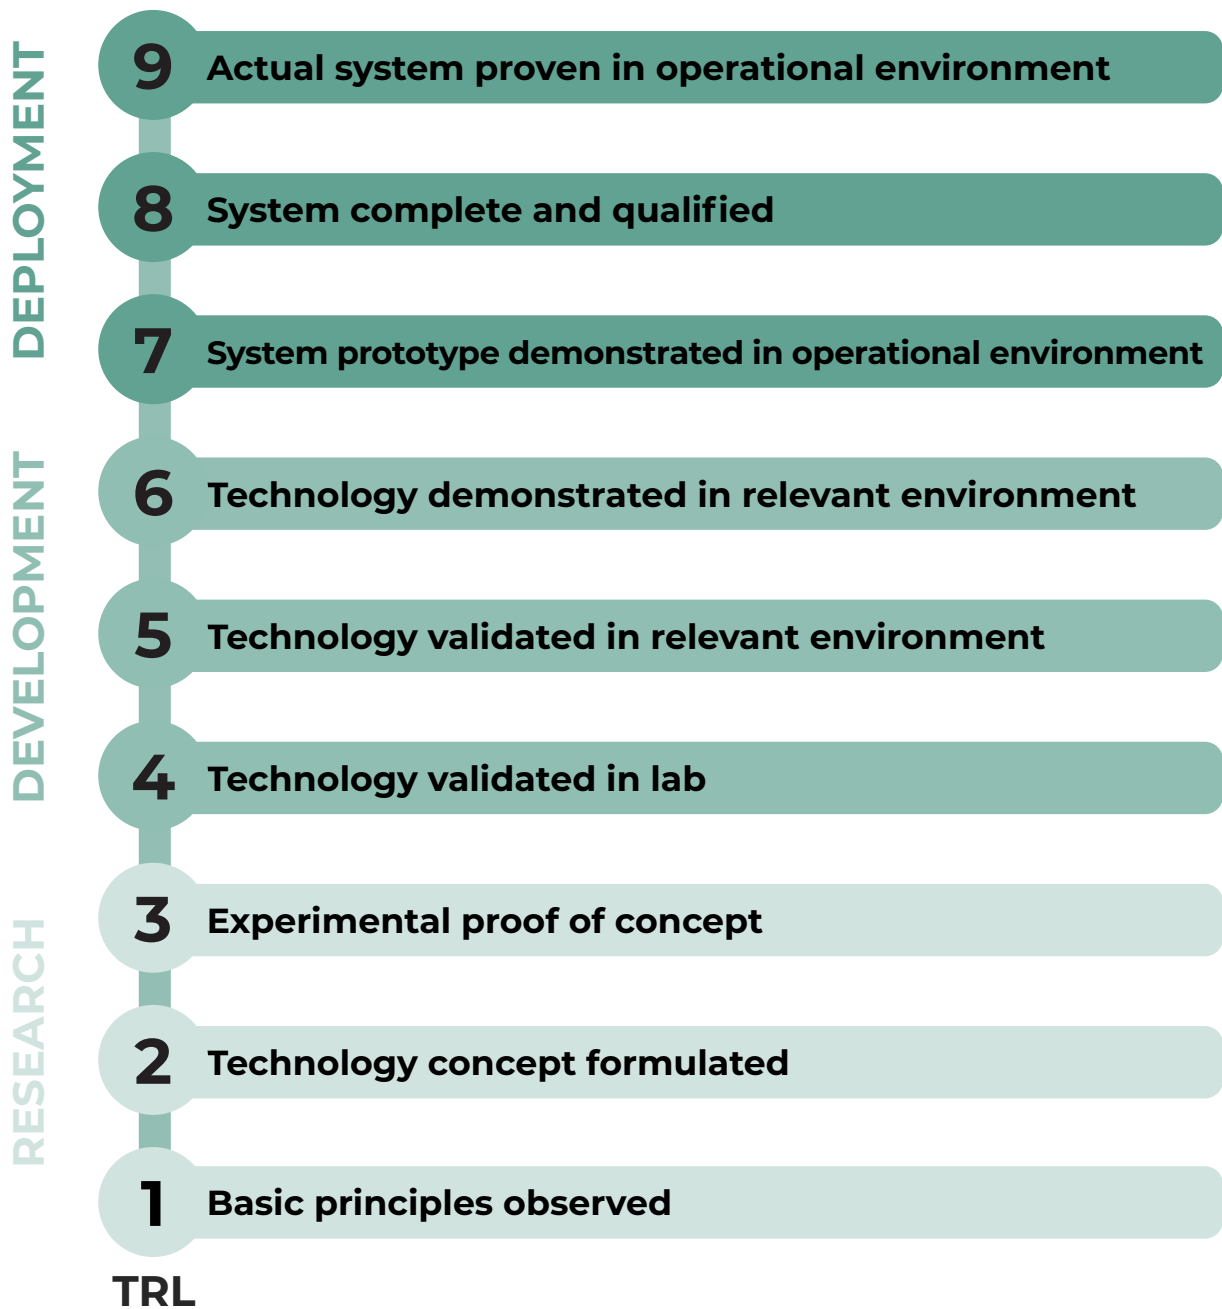 DEPLOYMENT
9 Actual system proven in operational environment
8 System complete and qualified
7 System prototype demonstrated in operational environment
DEVELOPMENT
6 Technology demonstrated in relevant environment
5 Technology validated in relevant environment
4 Technology validated in lab
RESEARCH
3 Experimental proof of concept
2 Technology concept formulated
1 Basic principles observed
TRL